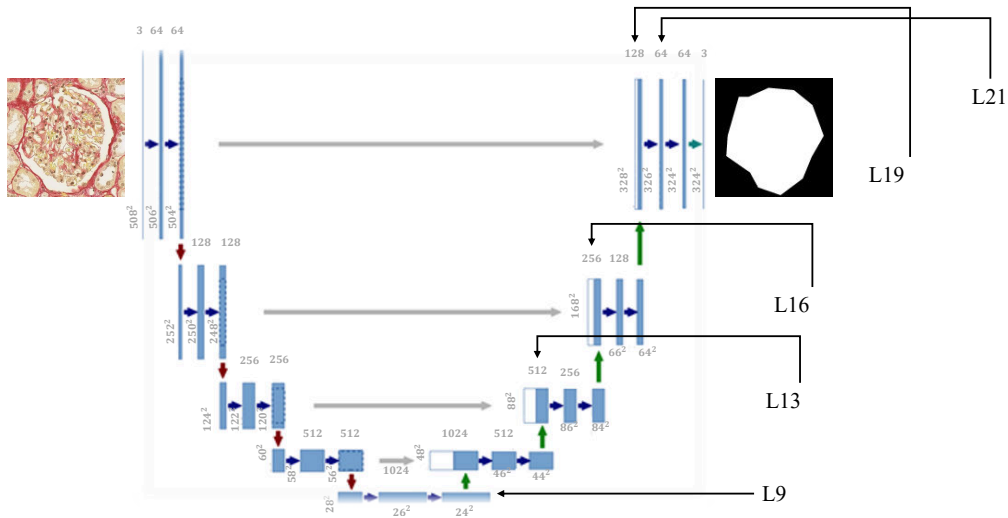 3 64 64
128 64 64 3
L21
L19
508² 506² 504²
328² 326² 324² 324²
128 128
256 128
252² 250² 248²
168²
66² 64²
L16
256 256
512 256
124² 122² 120²
88²
86² 84²
L13
512 512
1024 512
60² 58² 56²
1024
48²
46² 44²
28² 26² 24²
L9